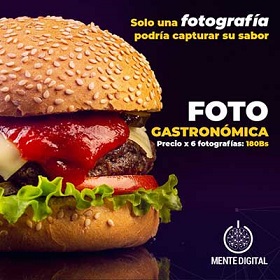 Solo una fotografía
podría capturar su sabor
FOTO
GASTRONÓMICA
Precio x 6 fotografías: 180Bs
MENTE DIGITAL